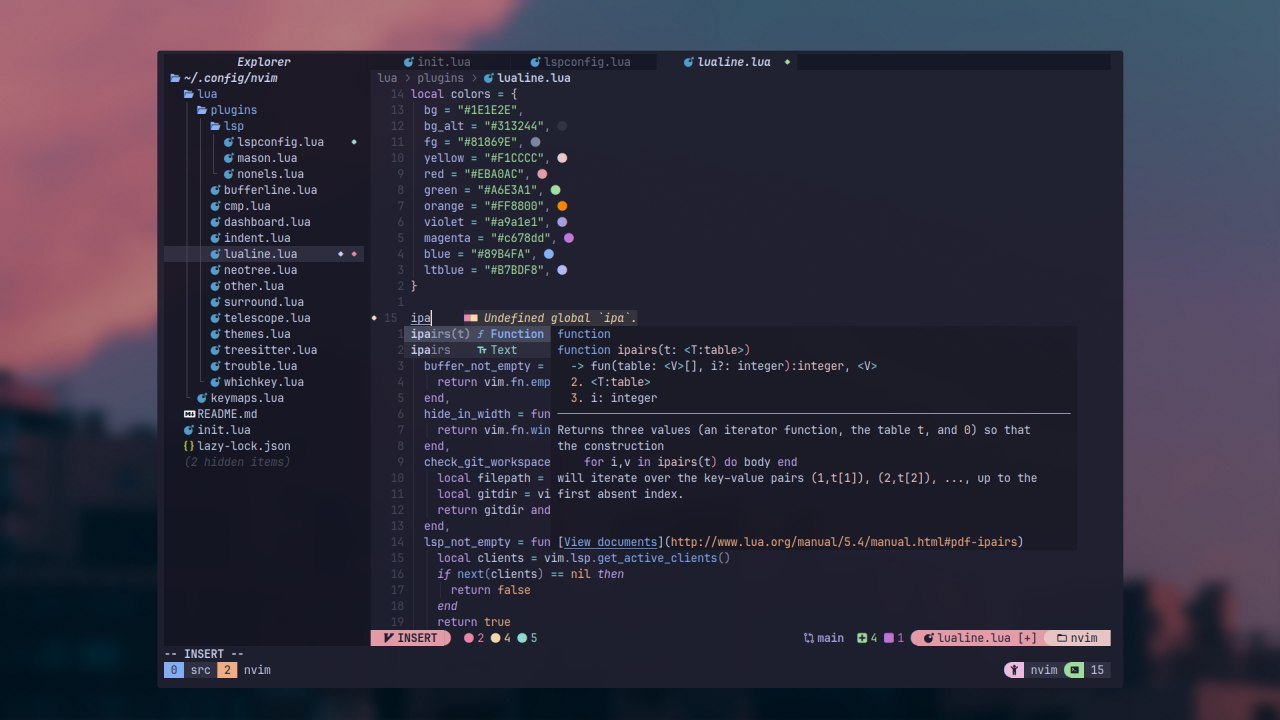 Explorer
~/.config/nvim
lua
plugins
lsp
lspconfig.lua
mason.lua
nonels.lua
bufferline.lua
cmp.lua
dashboard.lua
indent.lua
lualine.lua
neotree.lua
other.lua
surround.lua
telescope.lua
themes.lua
treesitter.lua
trouble.lua
whichkey.lua
keymaps.lua
README.md
init.lua
lazy-lock.json
(2 hidden items)
init.lua lspconfig.lua lualine.lua
lua > plugins > lualine.lua
14 local colors = {
13 bg = "#1E1E2E",
12 bg_alt = "#313244",
11 fg = "#81869E",
10 yellow = "#F1CCCC",
9 red = "#EBA0AC",
8 green = "#A6E3A1",
7 orange = "#FF8800",
6 violet = "#a9a1e1",
5 magenta = "#c678dd",
4 blue = "#89B4FA",
3 ltblue = "#B7BDF8",
2 }
1
15 ipa Undefined global `ipa`.
1 ipairs(t) ƒ Function
2 ipairs Text
3 buffer_not_empty =
4 return vim.fn.emp
5 end,
6 hide_in_width = fun
7 return vim.fn.win
8 end,
9 check_git_workspace
10 local filepath =
11 local gitdir = vi
12 return gitdir and
13 end,
14 lsp_not_empty = fun
15 local clients = vim.lsp.get_active_clients()
16 if next(clients) == nil then
17 return false
18 end
19 return true
function
function ipairs(t: <T:table>)
-> fun(table: <V>[], i?: integer):integer, <V>
2. <T:table>
3. i: integer
Returns three values (an iterator function, the table t, and 0) so that
the construction
for i,v in ipairs(t) do body end
will iterate over the key-value pairs (1,t[1]), (2,t[2]), ..., up to the
first absent index.
[View documents](http://www.lua.org/manual/5.4/manual.html#pdf-ipairs)
INSERT 2 4 5 main 4 1 lualine.lua [+] nvim
-- INSERT --
0 src 2 nvim nvim 15